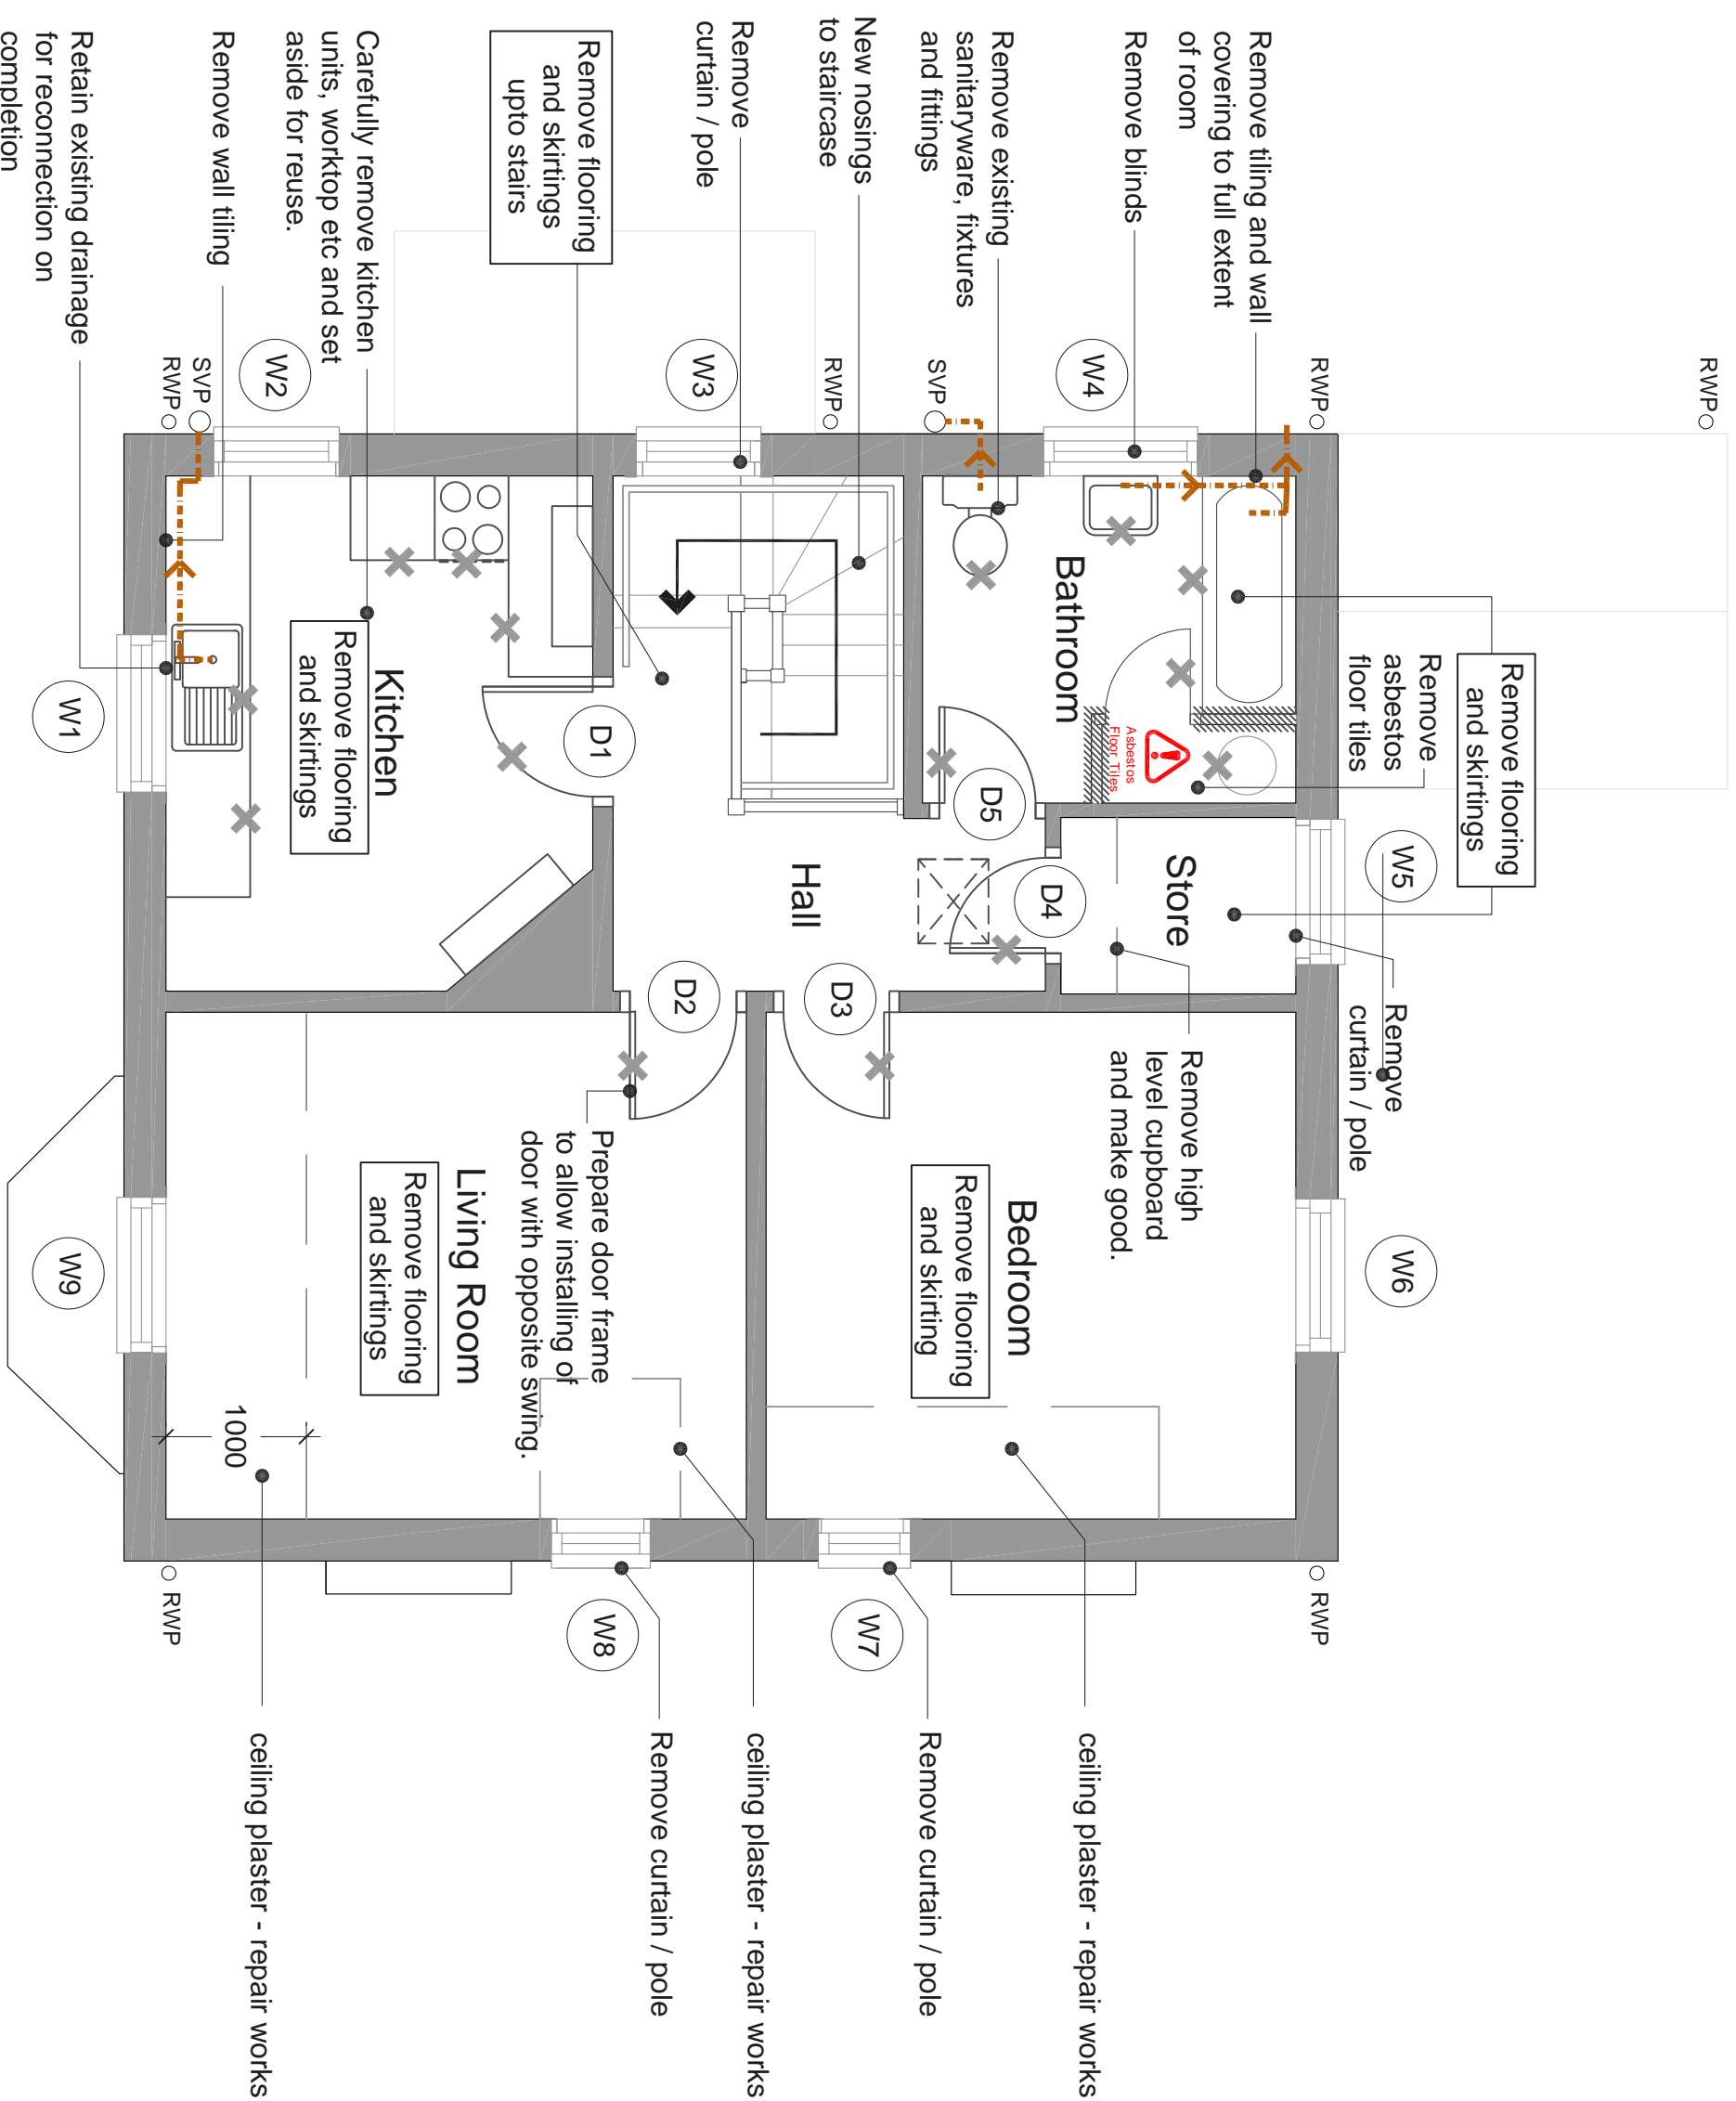 RWP
Remove tiling and wall
covering to full extent
of room
Remove blinds
Remove existing
sanitaryware, fixtures
and fittings
New nosings
to staircase
Remove
curtain / pole
Remove flooring
and skirtings
upto stairs
Carefully remove kitchen
units, worktop etc and set
aside for reuse.
Remove wall tiling
Retain existing drainage
for reconnection on
completion
RWP
W4
SVP
RWP
W3
W2
SVP
RWP
Remove flooring
and skirtings
Remove
asbestos
floor tiles
Bathroom
Asbestos
Floor Tiles
Kitchen
Remove flooring
and skirtings
D1
W1
W5
Store
D5
D4
Hall
D3
D2
Remove
curtain / pole
Remove high
level cupboard
and make good.
W6
Bedroom
Remove flooring
and skirting
Prepare door frame
to allow installing of
door with opposite swing.
Living Room
Remove flooring
and skirtings
W9
1000
RWP
W7
W8
RWP
ceiling plaster - repair works
Remove curtain / pole
ceiling plaster - repair works
Remove curtain / pole
ceiling plaster - repair works